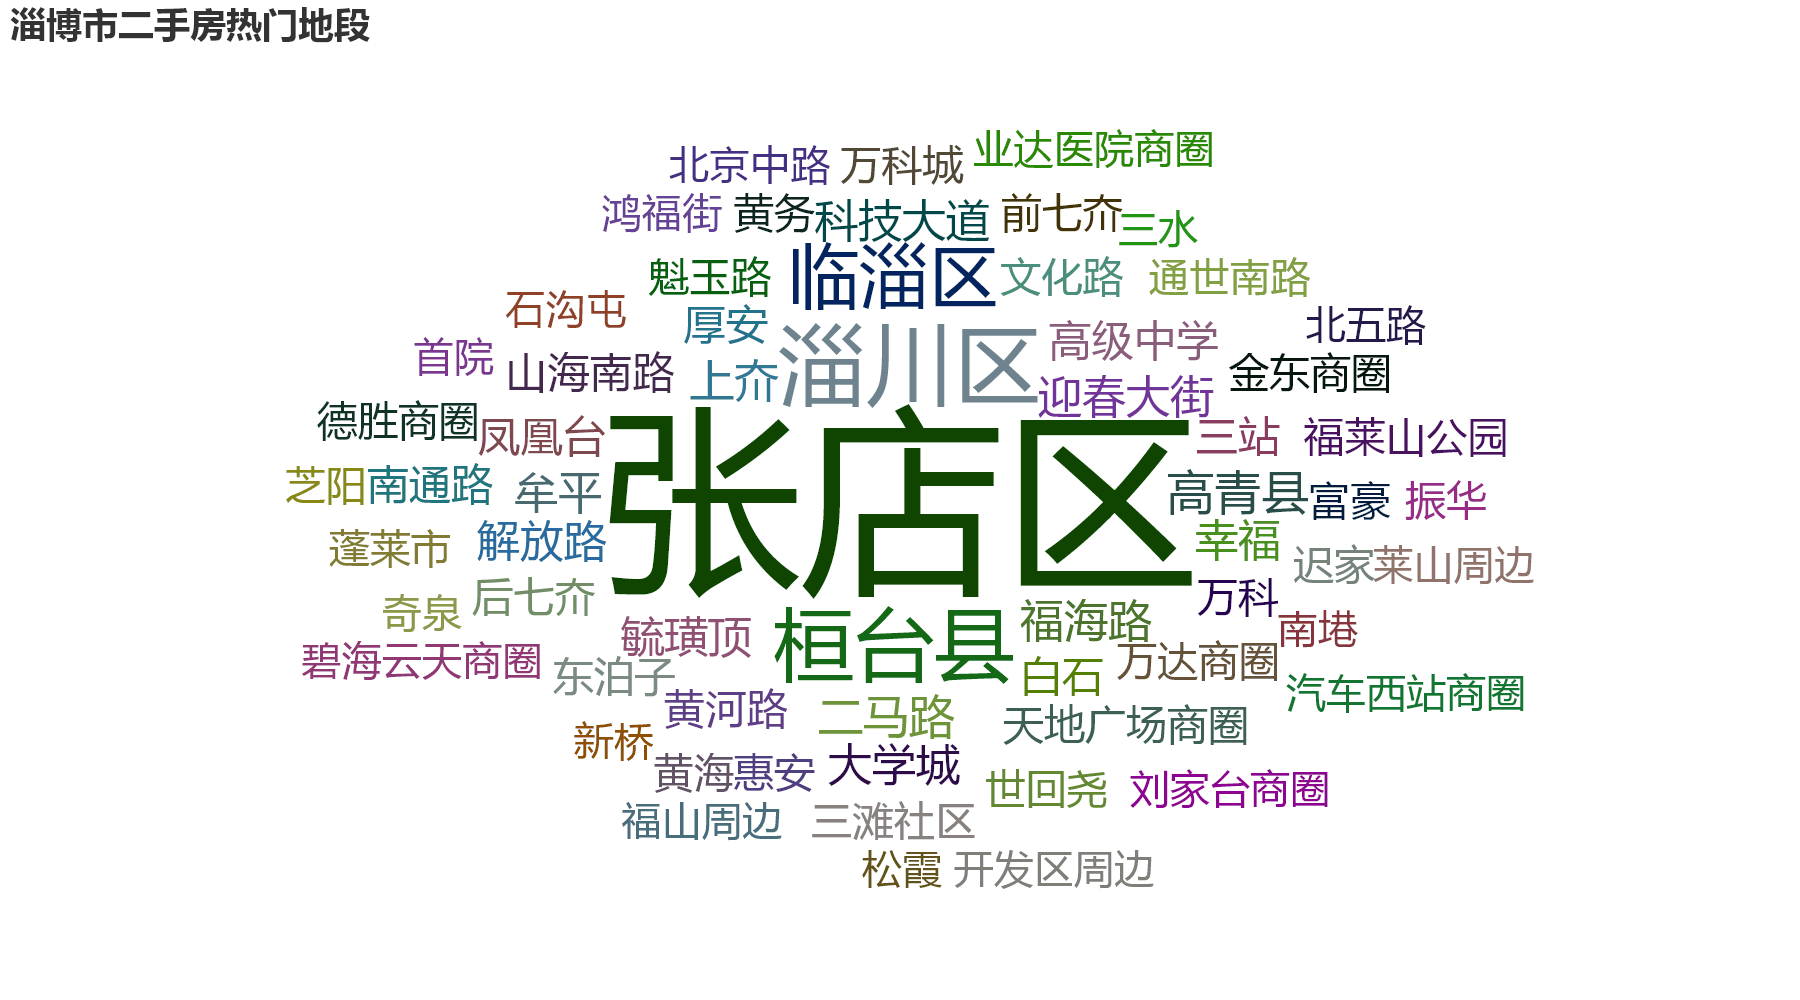 淄博市二手房热门地段
业达医院商圈
北京中路
万科城
鸿福街
黄务
科技大道
前七夼
三水
临淄区
魁玉路
文化路
通世南路
石沟屯
厚安
北五路
淄川区
高级中学
首院
山海南路
上夼
金东商圈
迎春大街
德胜商圈
凤凰台
张店区
三站
福莱山公园
芝阳
南通路
牟平
高青县
富豪
振华
蓬莱市
解放路
幸福
迟家
莱山周边
奇泉
后七夼
万科
毓璜顶
桓台县
福海路
南塂
碧海云天商圈
东泊子
白石
万达商圈
黄河路
二马路
汽车西站商圈
新桥
天地广场商圈
黄海
惠安
大学城
世回尧
刘家台商圈
福山周边
三滩社区
松霞
开发区周边